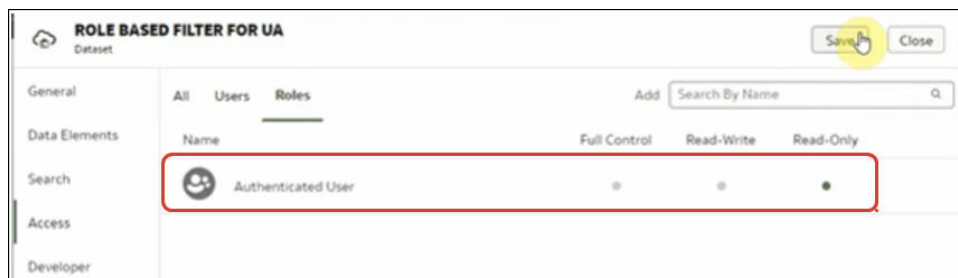 ROLE BASED FILTER FOR UA
Dataset
Save
Close
General
Data Elements
Search
Access
Developer
All Users Roles
Add Search By Name
Name Full Control Read-Write Read-Only
Authenticated User